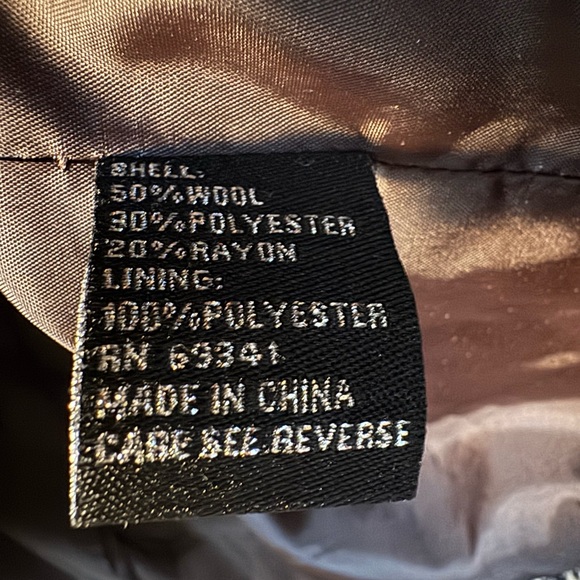 SHELL:
50%WOOL
30%POLYESTER
20%RAYON
LINING:
100%POLYESTER
RN 69341
MADE IN CHINA
CARE SEE REVERSE